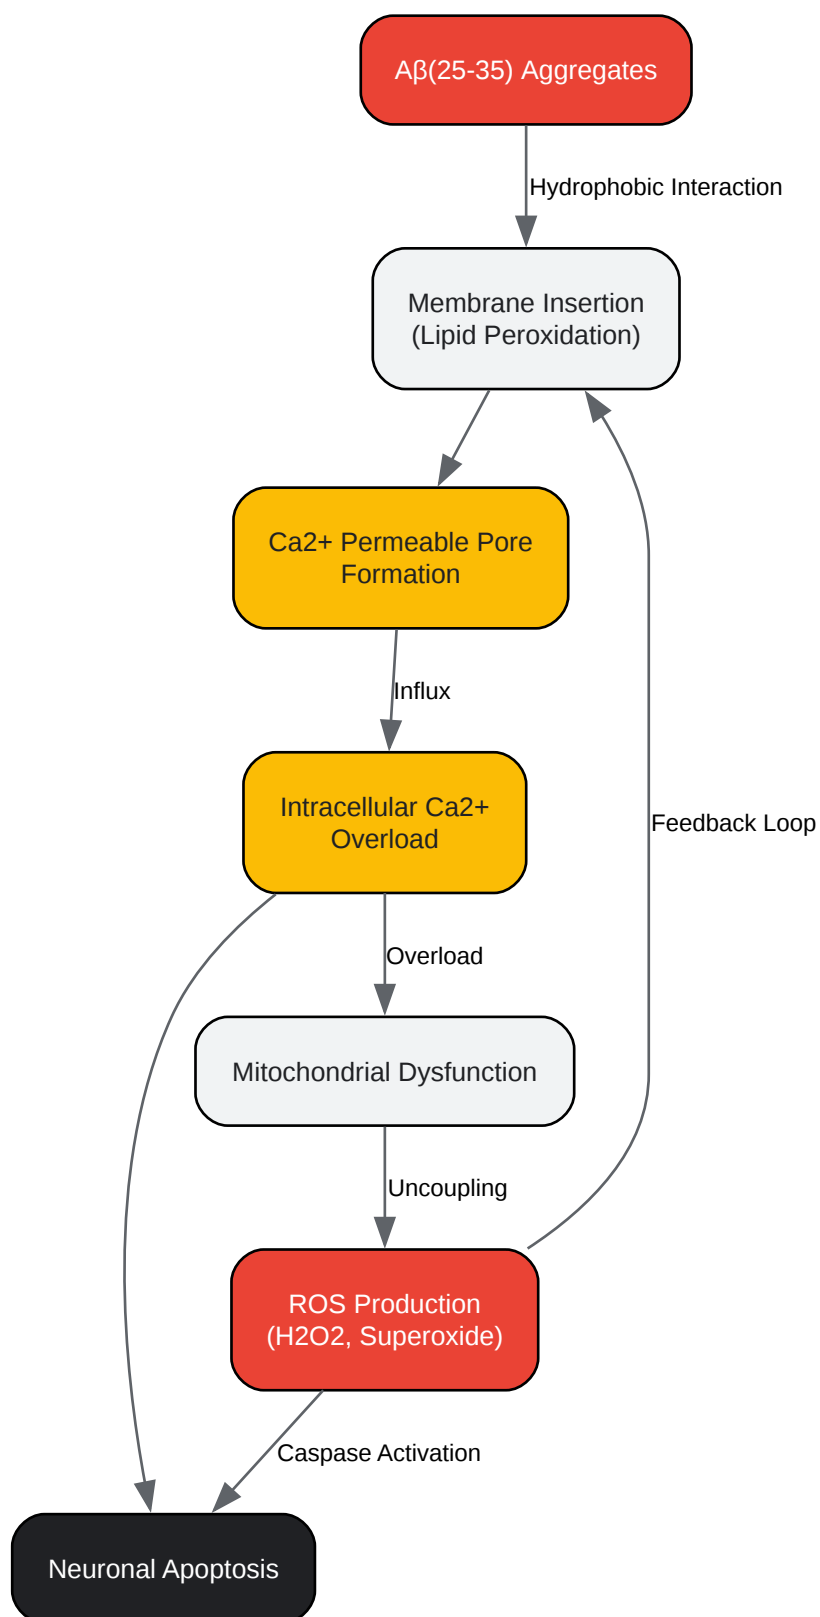 Aβ(25-35) Aggregates
Hydrophobic Interaction
Membrane Insertion
(Lipid Peroxidation)
Ca2+ Permeable Pore
Formation
Influx
Intracellular Ca2+
Overload
Feedback Loop
Overload
Mitochondrial Dysfunction
Uncoupling
ROS Production
(H2O2, Superoxide)
Caspase Activation
Neuronal Apoptosis